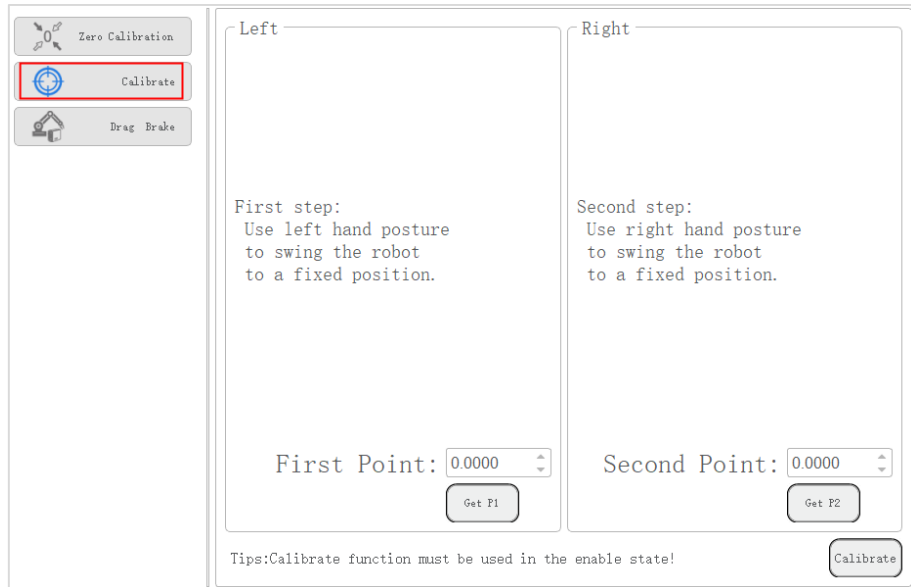 0
Zero Calibration
Calibrate
Drag Brake
Left
First step:
Use left hand posture
to swing the robot
to a fixed position.
First Point: 0.0000
Get P1
Right
Second step:
Use right hand posture
to swing the robot
to a fixed position.
Second Point: 0.0000
Get P2
Tips:Calibrate function must be used in the enable state!
Calibrate